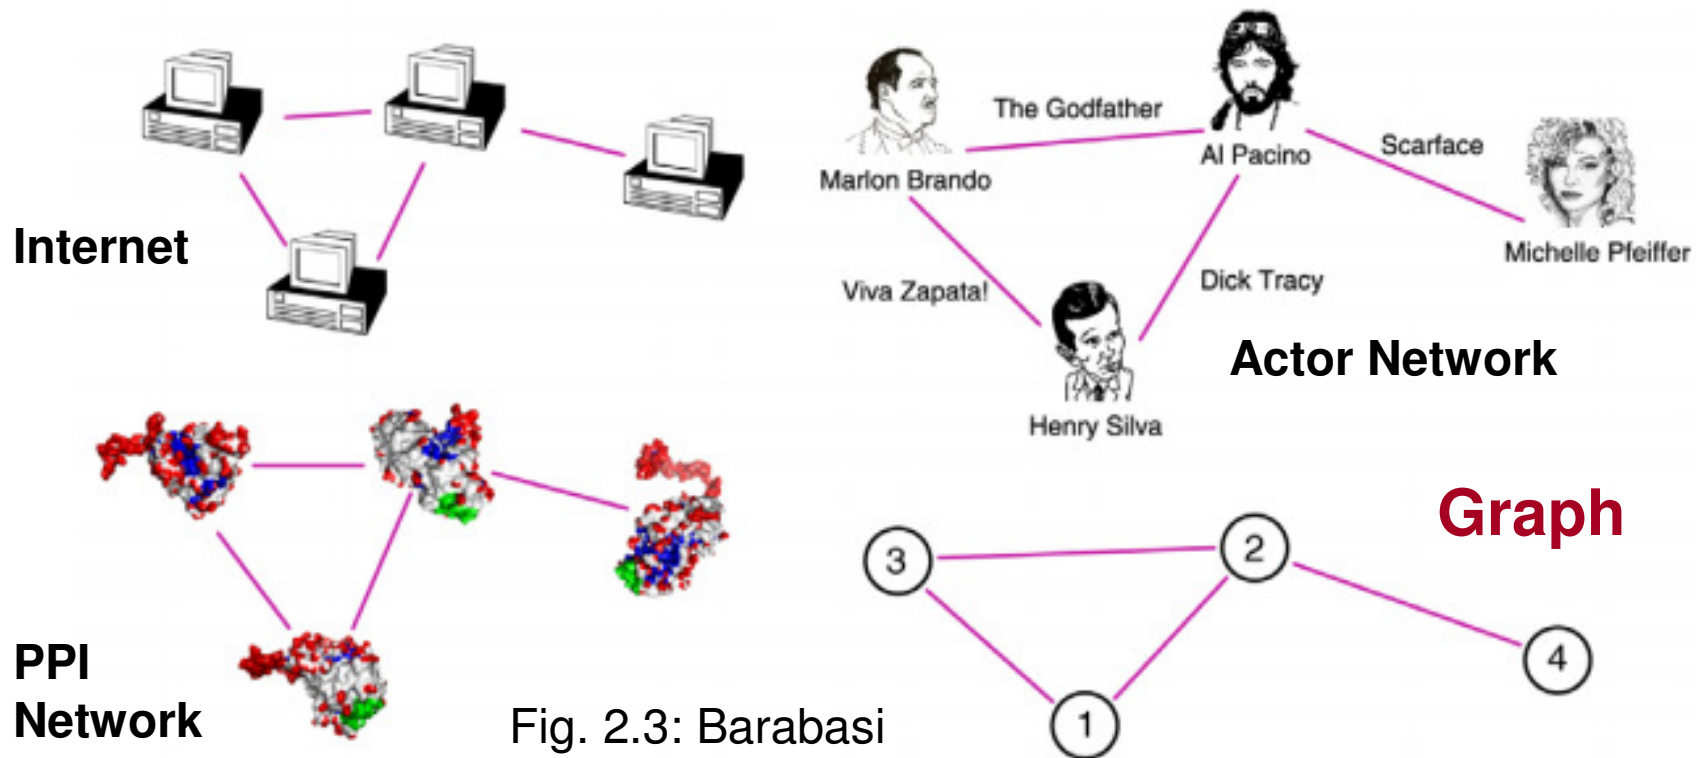 Internet
The Godfather
Marlon Brando
Al Pacino
Scarface
Michelle Pfeiffer
Viva Zapata!
Dick Tracy
Henry Silva
Actor Network
PPI
Network
Fig. 2.3: Barabasi
Graph
3
2
4
1